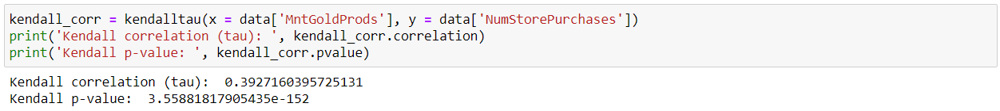 kendall_corr = kendalltau(x = data['MntGoldProds'], y = data['NumStorePurchases'])
print('Kendall correlation (tau): ', kendall_corr.correlation)
print('Kendall p-value: ', kendall_corr.pvalue)
Kendall correlation (tau):  0.3927160395725131
Kendall p-value:  3.55881817905435e-152